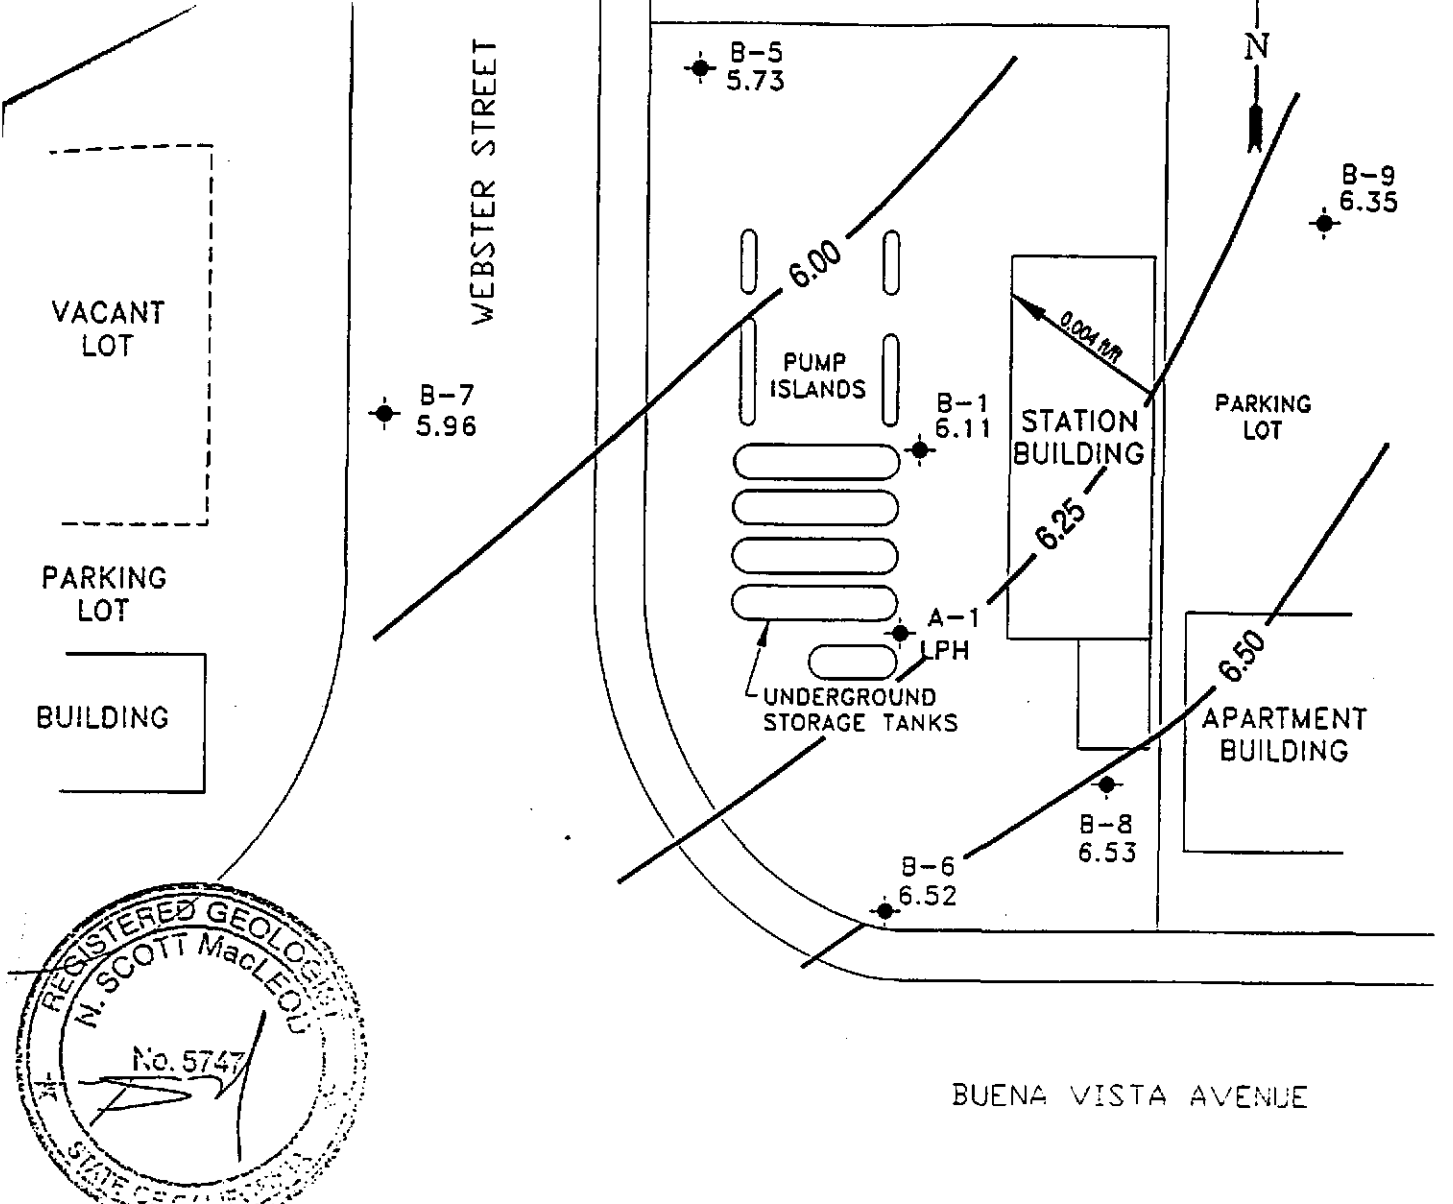 B-5
5.73
N
WEBSTER STREET
B-9
6.35
6.00
VACANT
LOT
0.004 ft/ft
PUMP
ISLANDS
B-7
5.96
B-1
6.11
STATION
BUILDING
PARKING
LOT
6.25
PARKING
LOT
A-1
LPH
6.50
BUILDING
UNDERGROUND
STORAGE TANKS
APARTMENT
BUILDING
B-8
6.53
B-6
6.52
REGISTERED GEOLOGIST
N. SCOTT MacLEOD
No. 5747
STATE OF CALIFORNIA
BUENA VISTA AVENUE